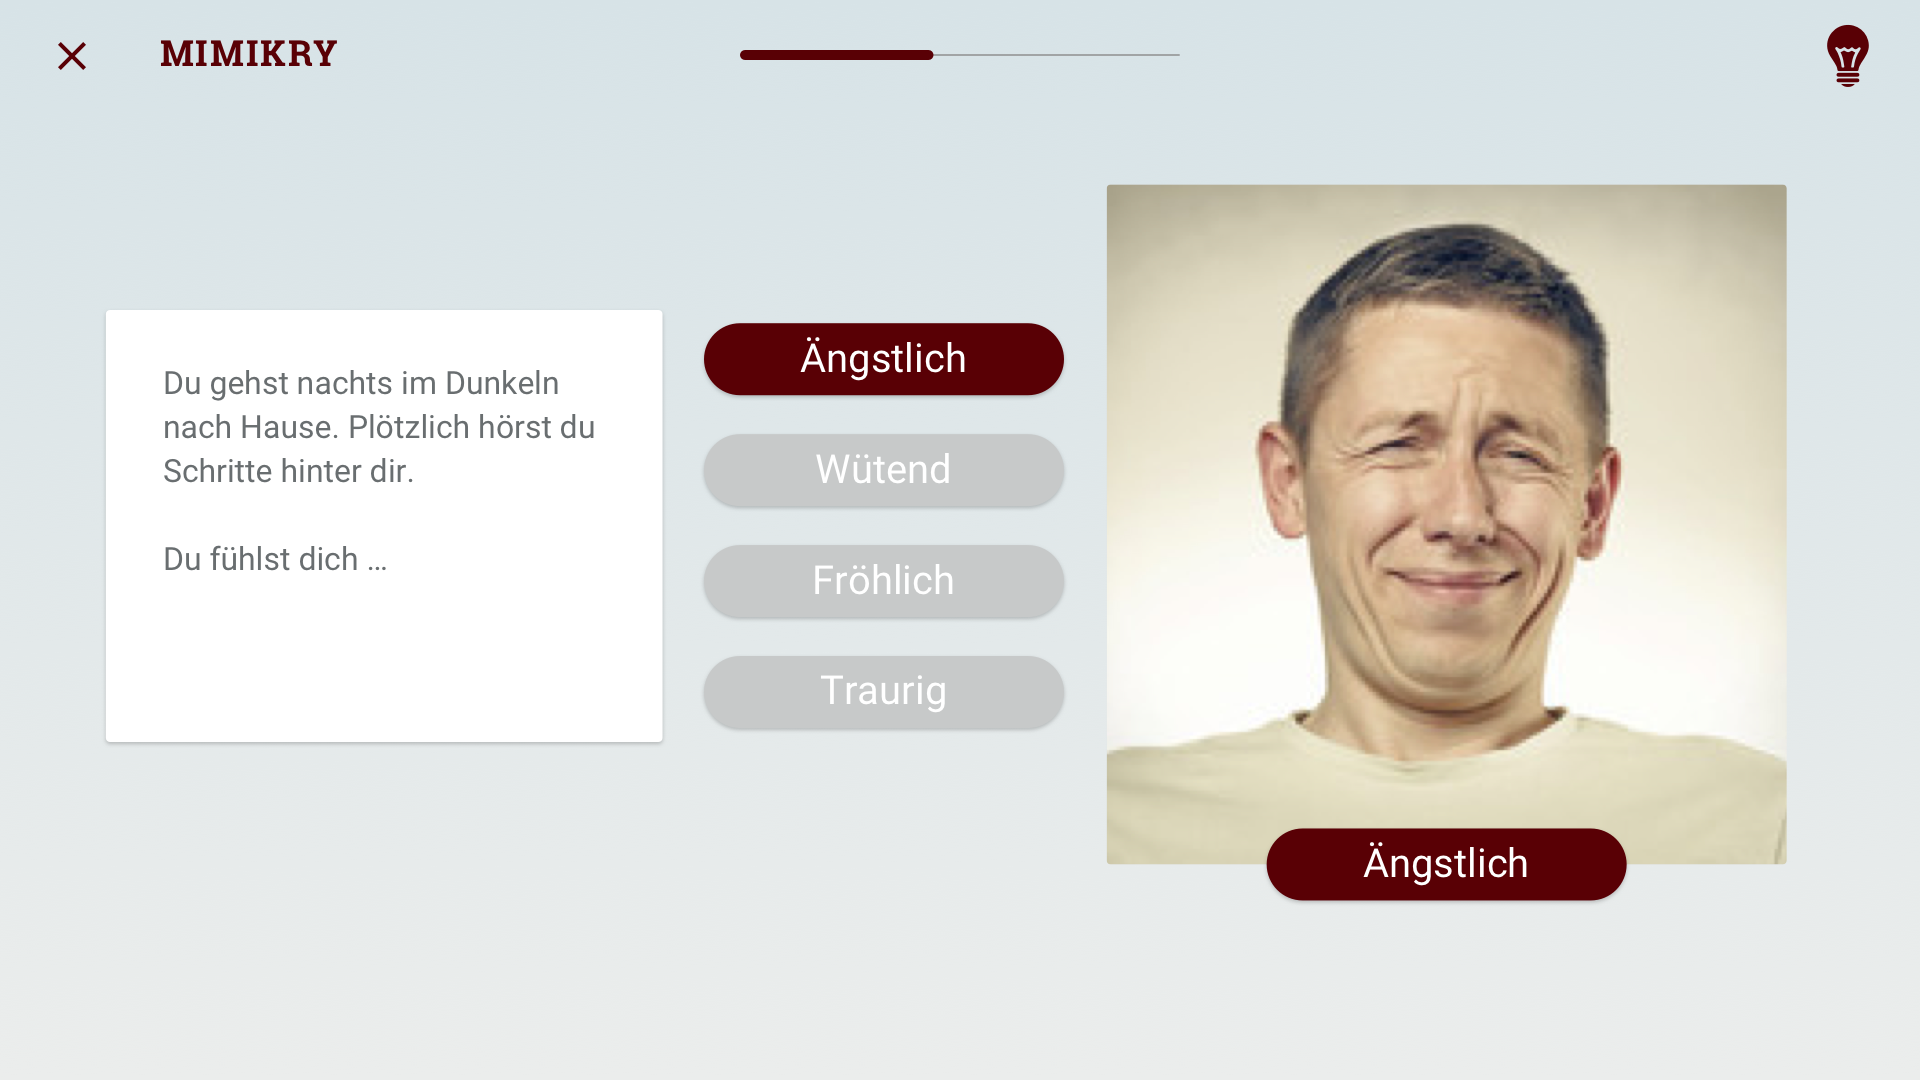 MIMIKRY
Du gehst nachts im Dunkeln
nach Hause. Plötzlich hörst du
Schritte hinter dir.
Du fühlst dich ...
Ängstlich
Wütend
Fröhlich
Traurig
Ängstlich